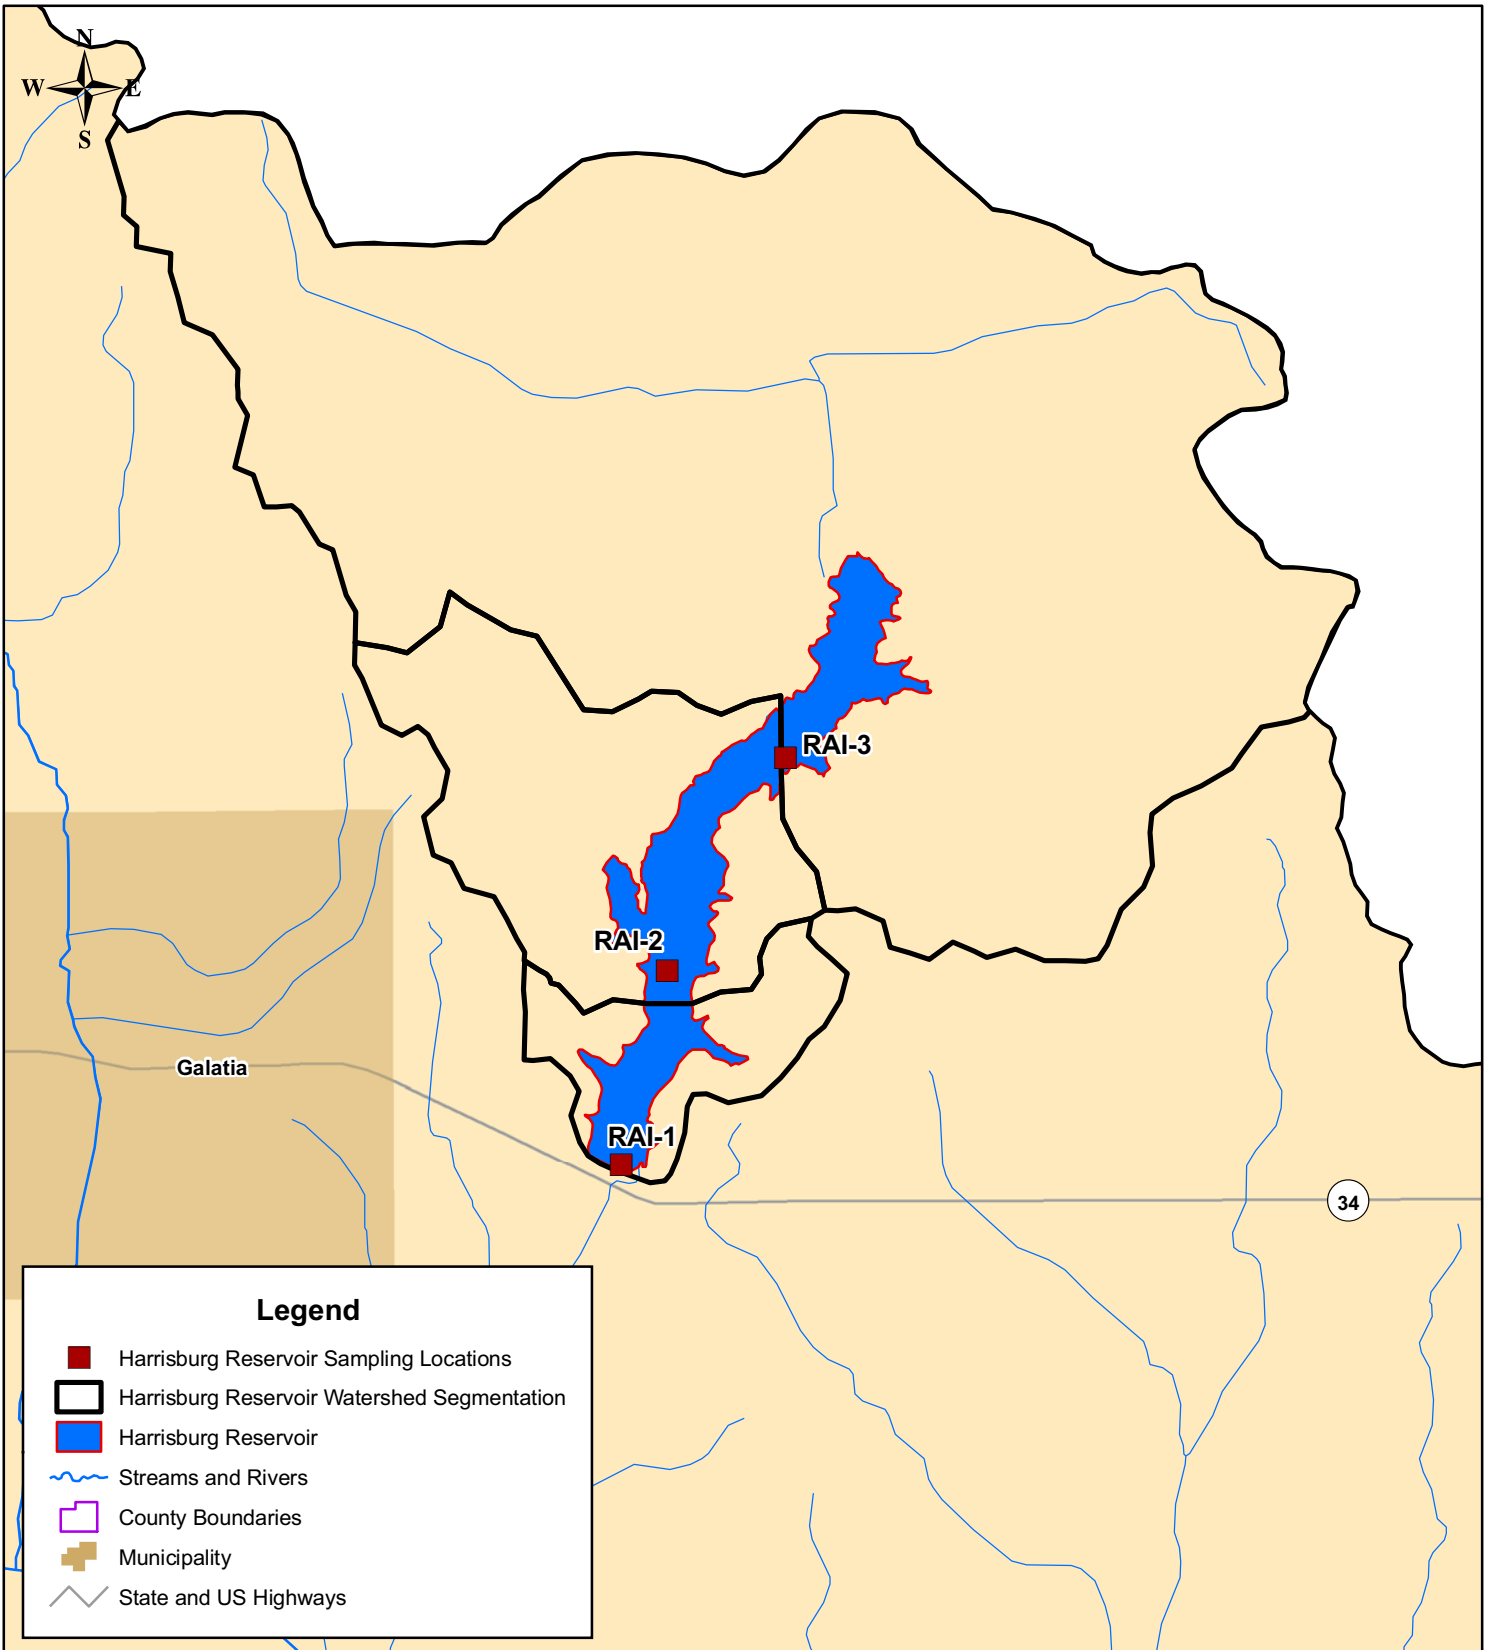 N
W E
S
RAI-3
RAI-2
Galatia
RAI-1
34
Legend
Harrisburg Reservoir Sampling Locations
Harrisburg Reservoir Watershed Segmentation
Harrisburg Reservoir
Streams and Rivers
County Boundaries
Municipality
State and US Highways